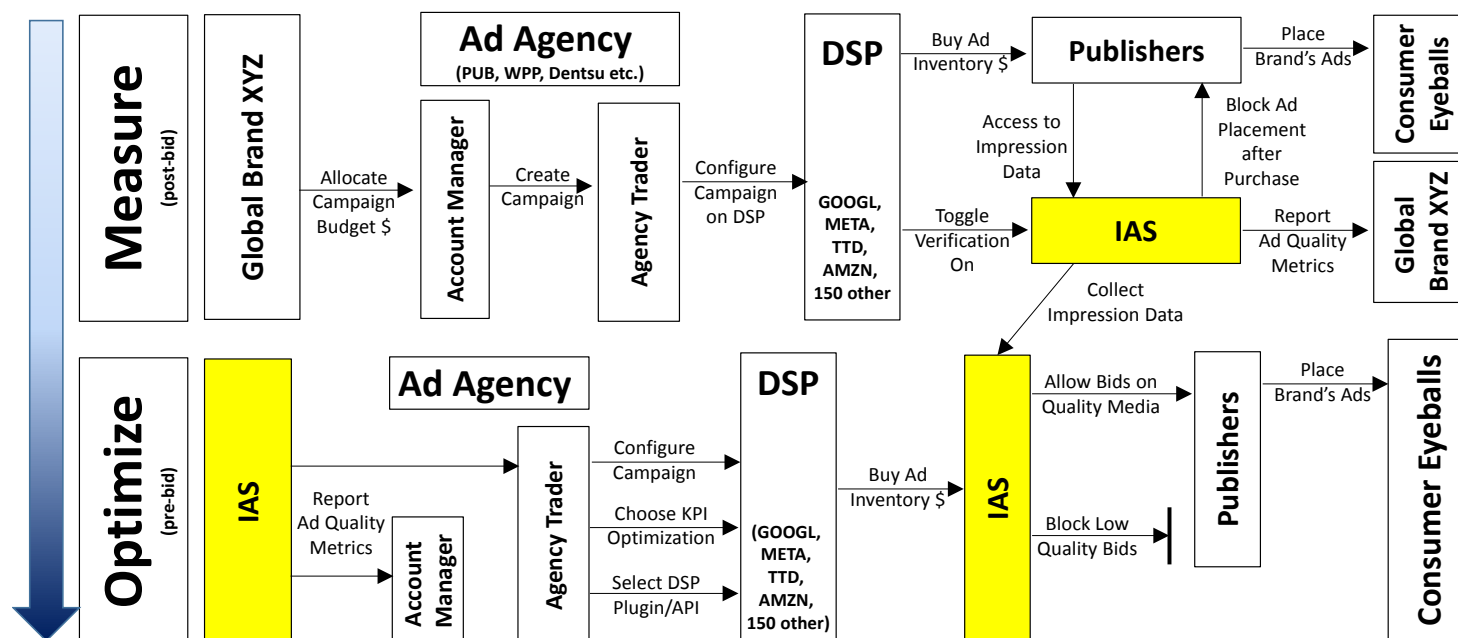 Measure
(post-bid)
Global Brand XYZ
Allocate
Campaign
Budget $
Ad Agency
(PUB, WPP, Dentsu etc.)
Account Manager
Create
Campaign
Agency Trader
Configure
Campaign
on DSP
DSP
GOOGL,
META,
TTD,
AMZN,
150 other
Buy Ad
Inventory $
Toggle
Verification
On
Publishers
Access to
Impression
Data
Block Ad
Placement
after
Purchase
IAS
Place
Brand's Ads
Report
Ad Quality
Metrics
Consumer
Eyeballs
Global
Brand XYZ
Collect
Impression Data
Optimize
(pre-bid)
IAS
Report
Ad Quality
Metrics
Ad Agency
Account
Manager
Agency Trader
Configure
Campaign
Choose KPI
Optimization
Select DSP
Plugin/API
DSP
(GOOGL,
META,
TTD,
AMZN,
150 other)
Buy Ad
Inventory $
IAS
Allow Bids on
Quality Media
Block Low
Quality Bids
Publishers
Place
Brand's Ads
Consumer Eyeballs